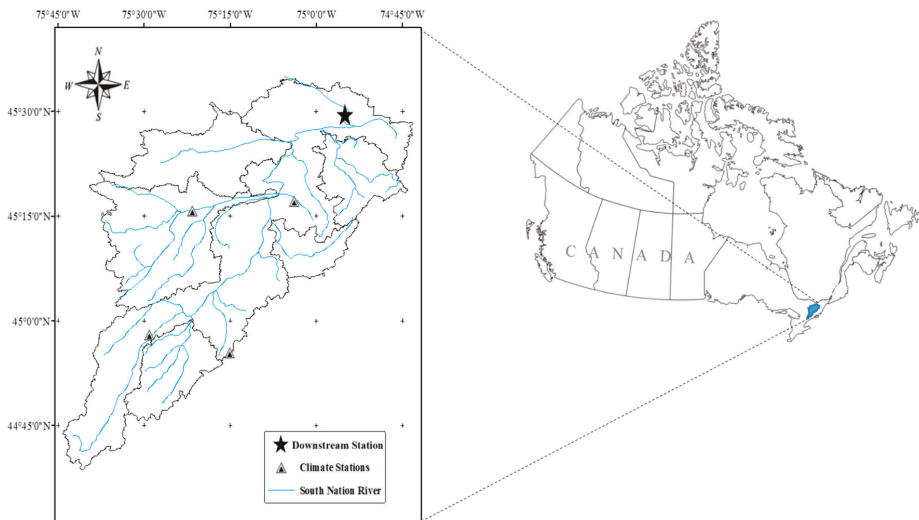 75°45'0"W 75°30'0"W 75°15'0"W 75°0'0"W 74°45'0"W
N
W E
S
45°30'0"N
45°15'0"N
45°0'0"N
44°45'0"N
Downstream Station
Climate Stations
South Nation River
CANADA